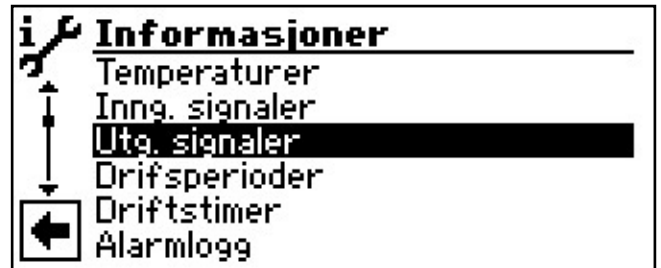 i
Informasjoner
Temperaturer
Inng. signaler
Utg. signaler
Drifsperioder
Driftstimer
Alarmlogg